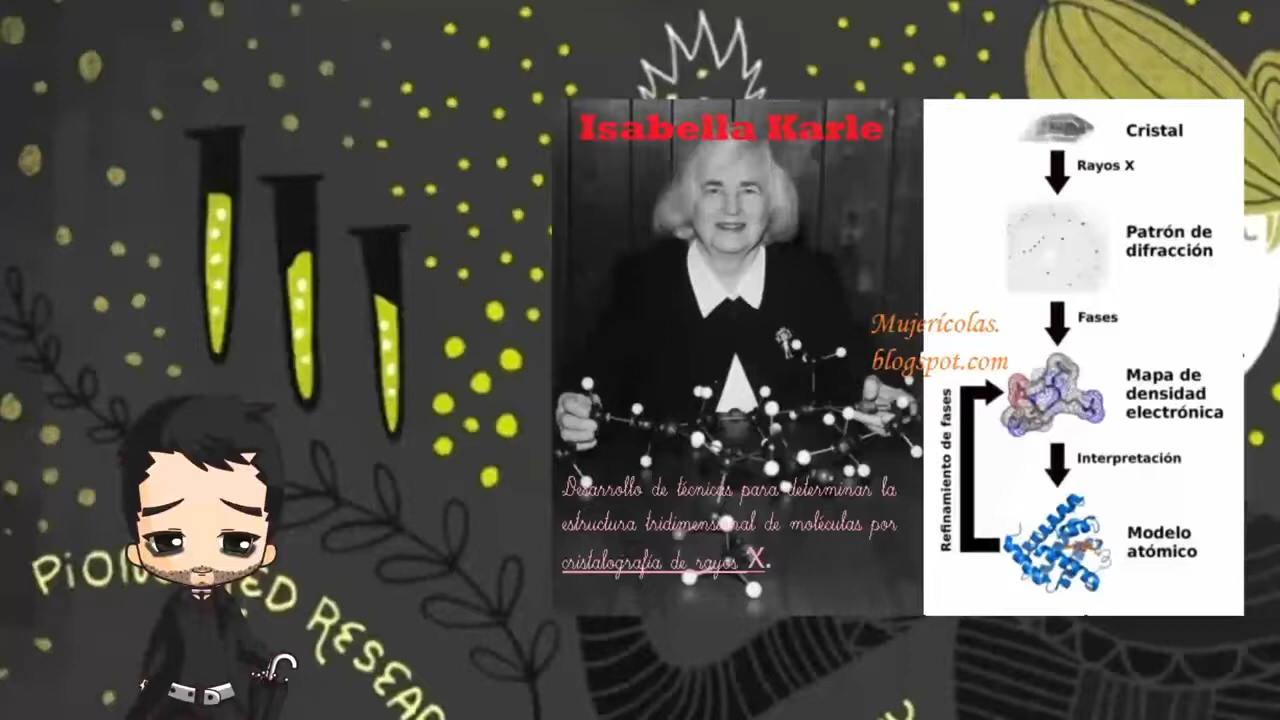 Isabella Karle
Mujerícolas.
blogspot.com
Desarrollo de técnicas para determinar la
estructura tridimensional de moléculas por
cristalografía de rayos X.
Cristal
Rayos X
Patrón de
difracción
Fases
Mapa de
densidad
electrónica
Interpretación
Refinamiento de fases
Modelo
atómico